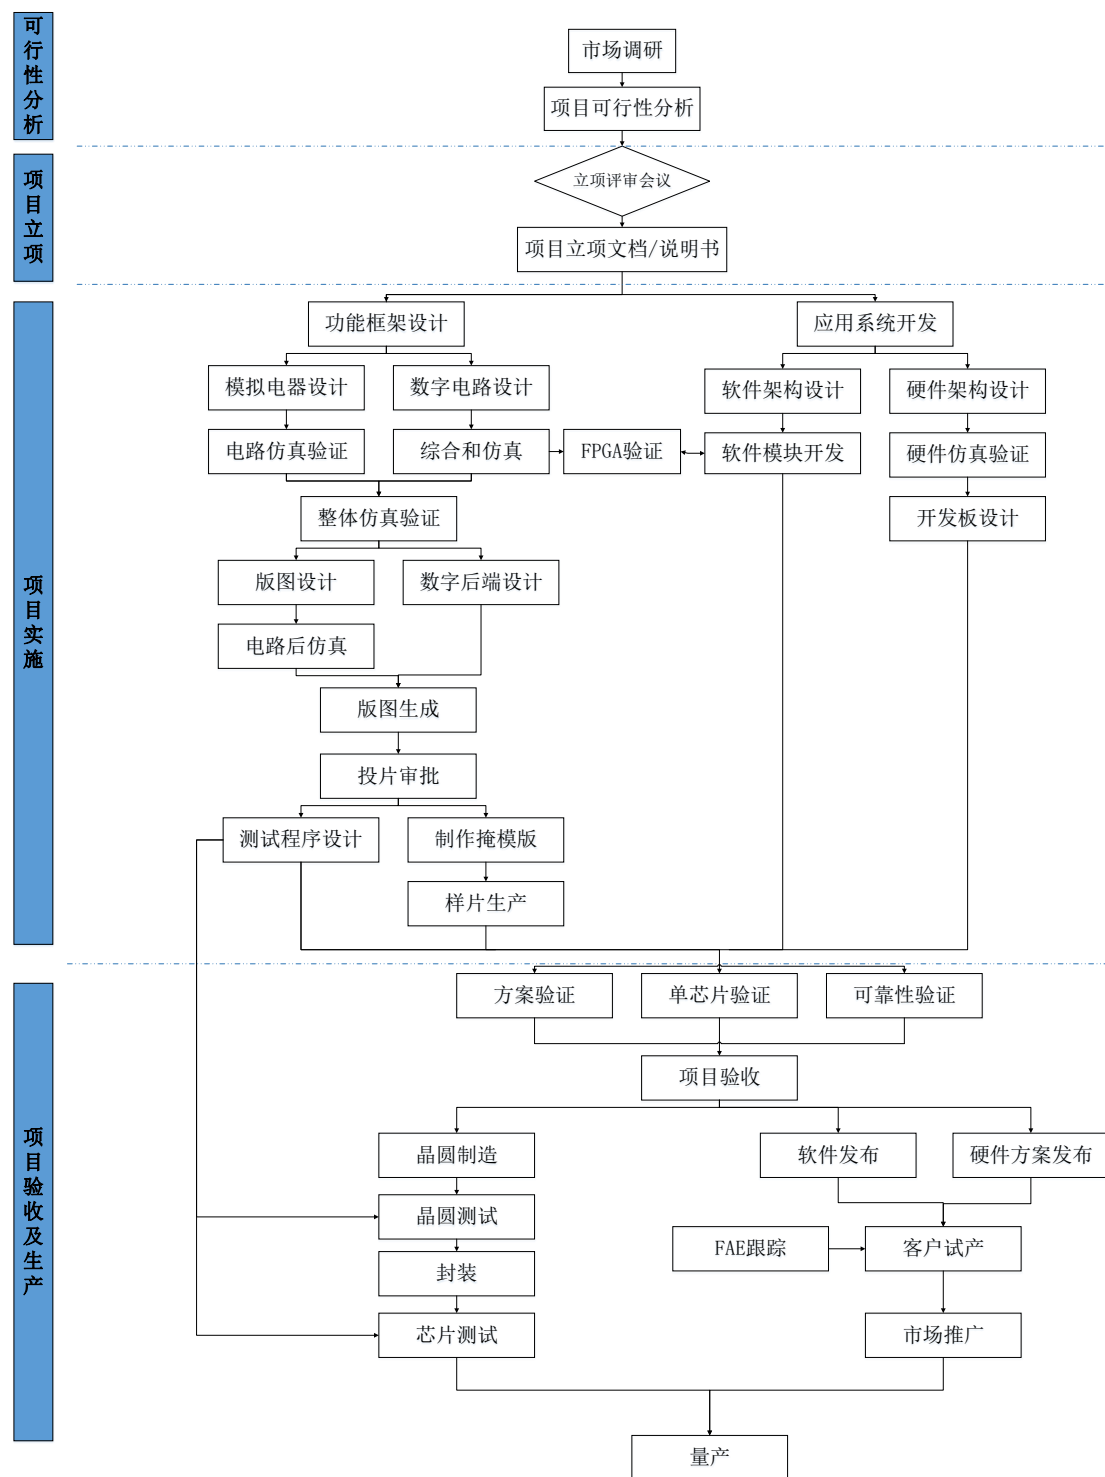 可行性分析
市场调研
项目可行性分析
项目立项
立项评审会议
项目立项文档/说明书
项目实施
功能框架设计
应用系统开发
模拟电器设计
数字电路设计
软件架构设计
硬件架构设计
电路仿真验证
综合和仿真
FPGA验证
软件模块开发
硬件仿真验证
整体仿真验证
开发板设计
版图设计
数字后端设计
电路后仿真
版图生成
投片审批
测试程序设计
制作掩模版
样片生产
项目验收及生产
方案验证
单芯片验证
可靠性验证
项目验收
晶圆制造
软件发布
硬件方案发布
晶圆测试
FAE跟踪
客户试产
封装
芯片测试
市场推广
量产